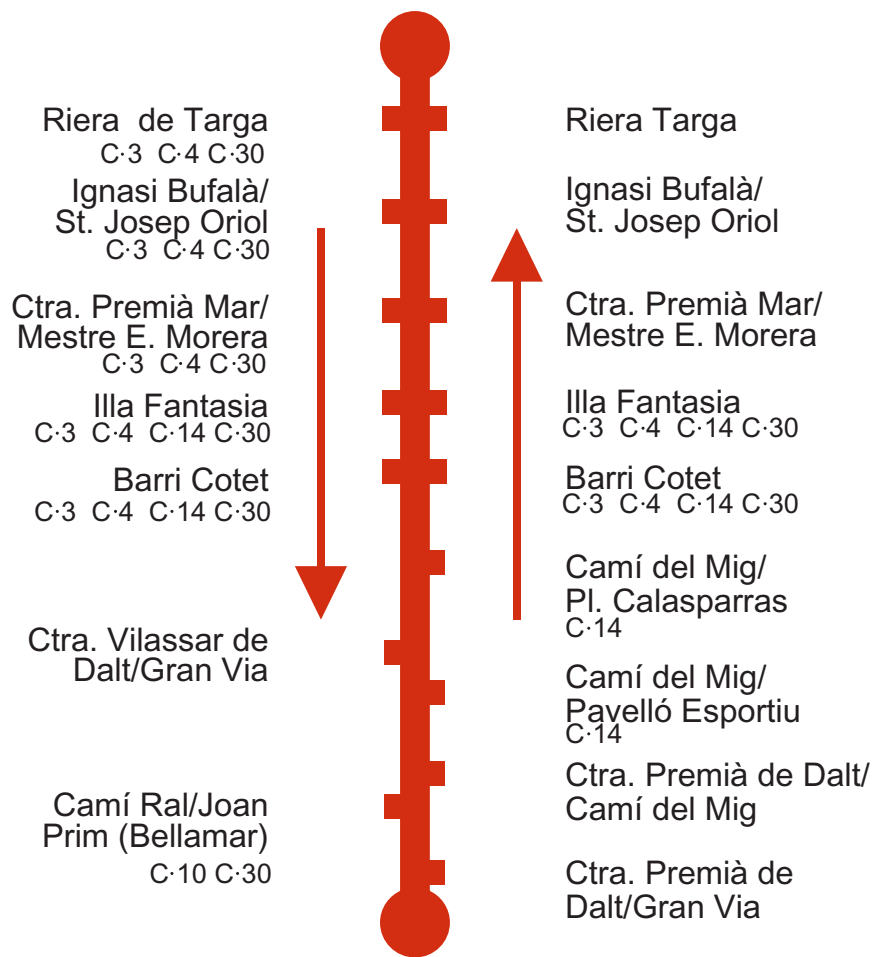 Riera de Targa
C·3 C·4 C·30
Ignasi Bufalà/
St. Josep Oriol
C·3 C·4 C·30
Ctra. Premià Mar/
Mestre E. Morera
C·3 C·4 C·30
Illa Fantasia
C·3 C·4 C·14 C·30
Barri Cotet
C·3 C·4 C·14 C·30
Ctra. Vilassar de
Dalt/Gran Via
Camí Ral/Joan
Prim (Bellamar)
C·10 C·30
Riera Targa
Ignasi Bufalà/
St. Josep Oriol
Ctra. Premià Mar/
Mestre E. Morera
Illa Fantasia
C·3 C·4 C·14 C·30
Barri Cotet
C·3 C·4 C·14 C·30
Camí del Mig/
Pl. Calasparras
C·14
Camí del Mig/
Pavelló Esportiu
C·14
Ctra. Premià de Dalt/
Camí del Mig
Ctra. Premià de
Dalt/Gran Via